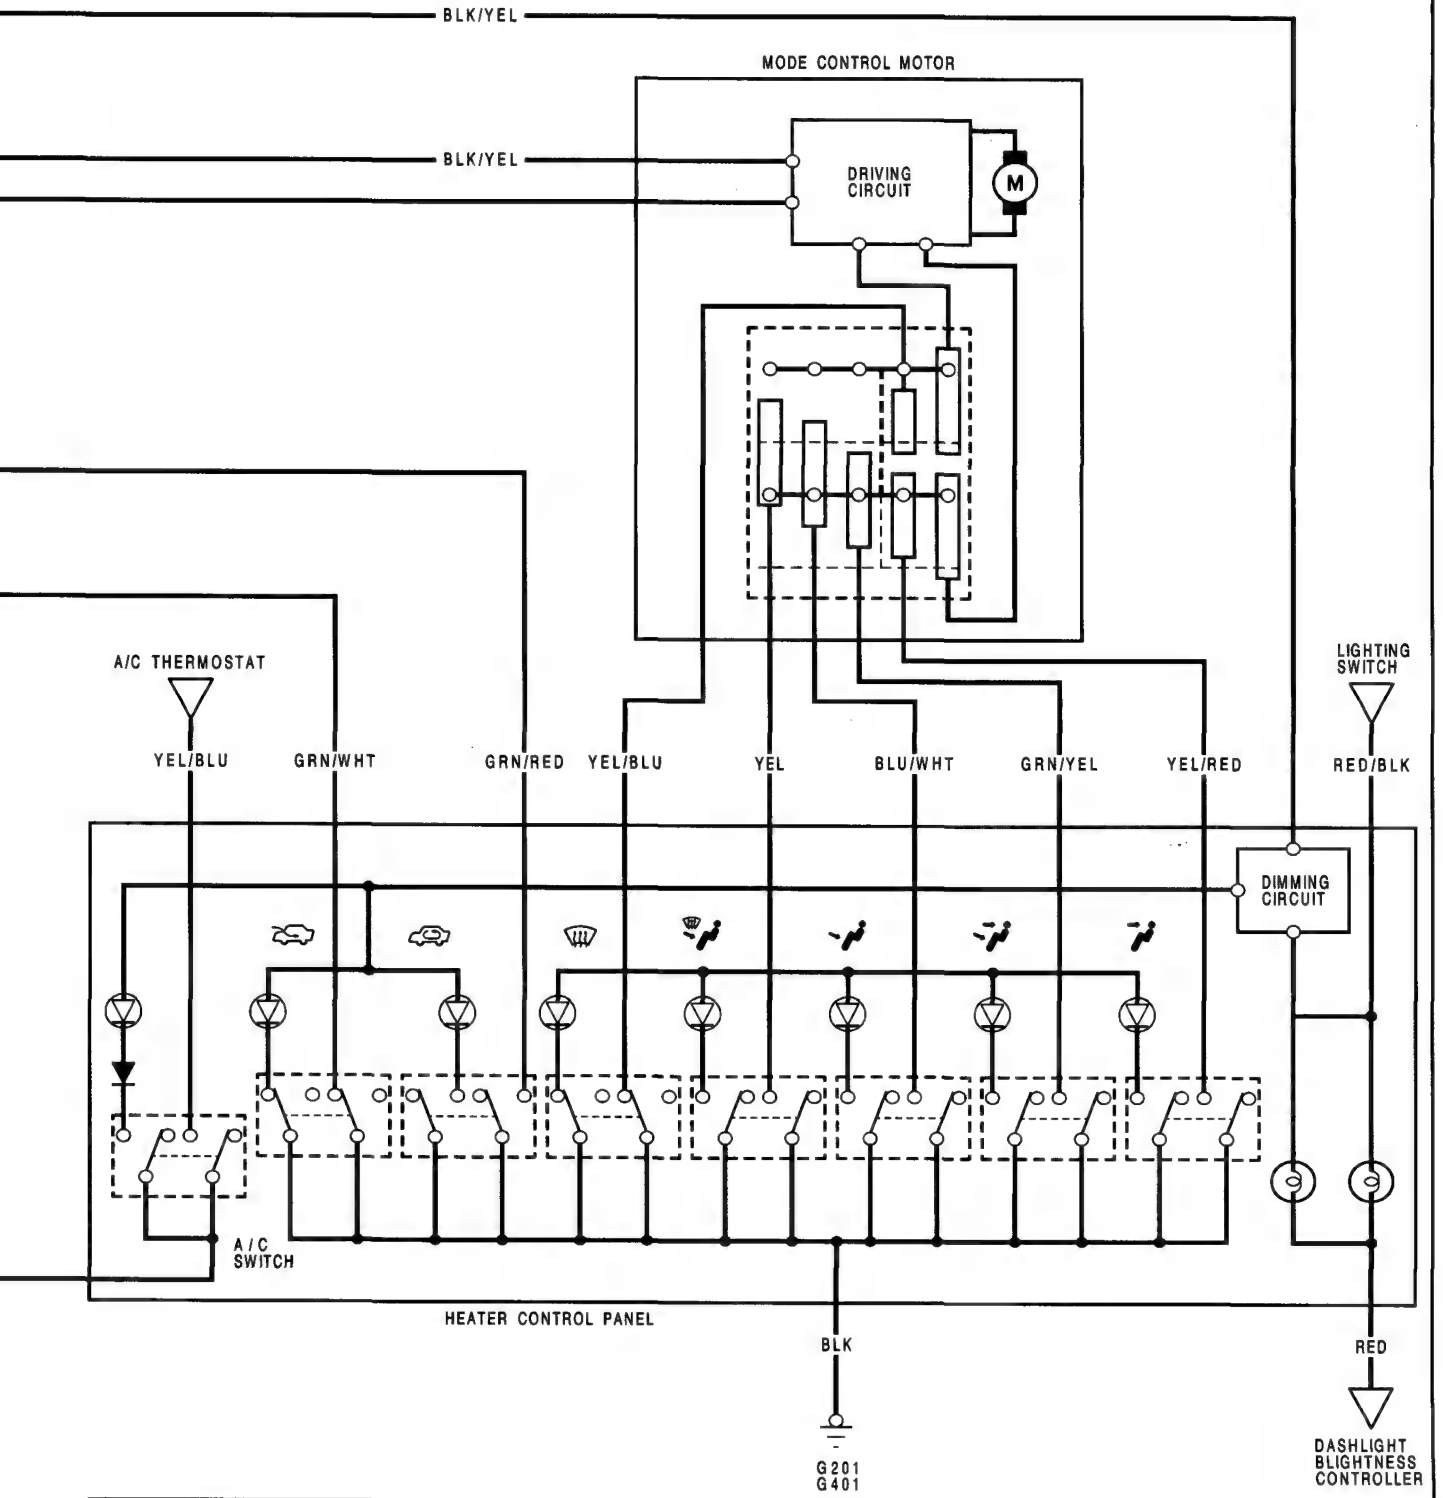 BLK/YEL
MODE CONTROL MOTOR
BLK/YEL
DRIVING
CIRCUIT
M
A/C THERMOSTAT
LIGHTING
SWITCH
YEL/BLU
GRN/WHT
GRN/RED
YEL/BLU
YEL
BLU/WHT
GRN/YEL
YEL/RED
RED/BLK
DIMMING
CIRCUIT
A/C
SWITCH
HEATER CONTROL PANEL
BLK
RED
G201
G401
DASHLIGHT
BLIGHTNESS
CONTROLLER